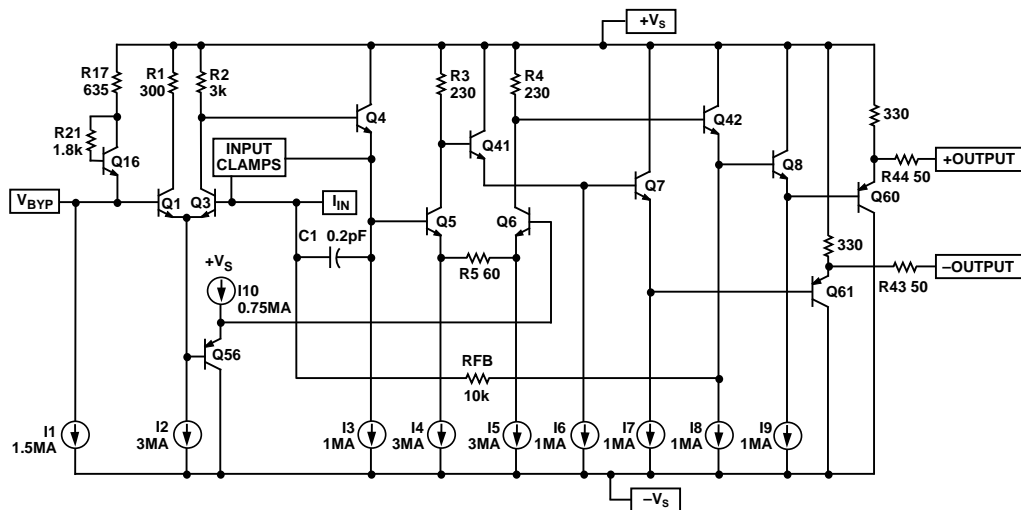 +VS
R17
635
R1
300
R2
3k
R3
230
R4
230
330
R21
1.8k
Q16
INPUT
CLAMPS
Q4
Q41
Q42
Q8
+OUTPUT
R44 50
Q60
VBYP
Q1
Q3
IIN
Q5
Q6
Q7
C1 0.2pF
R5 60
330
–OUTPUT
R43 50
Q61
+VS
I10
0.75MA
Q56
RFB
10k
I1
1.5MA
I2
3MA
I3
1MA
I4
3MA
I5
3MA
I6
1MA
I7
1MA
I8
1MA
I9
1MA
–VS